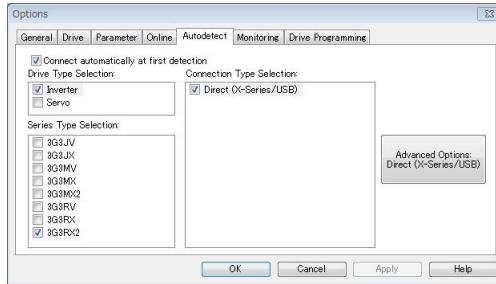 Options
General Drive Parameter Online Autodetect Monitoring Drive Programming
Connect automatically at first detection
Drive Type Selection:
Inverter
Servo
Series Type Selection:
3G3JV
3G3JX
3G3MV
3G3MX
3G3MX2
3G3RV
3G3RX
3G3RX2
Connection Type Selection:
Direct (X-Series/USB)
Advanced Options:
Direct (X-Series/USB)
OK Cancel Apply Help